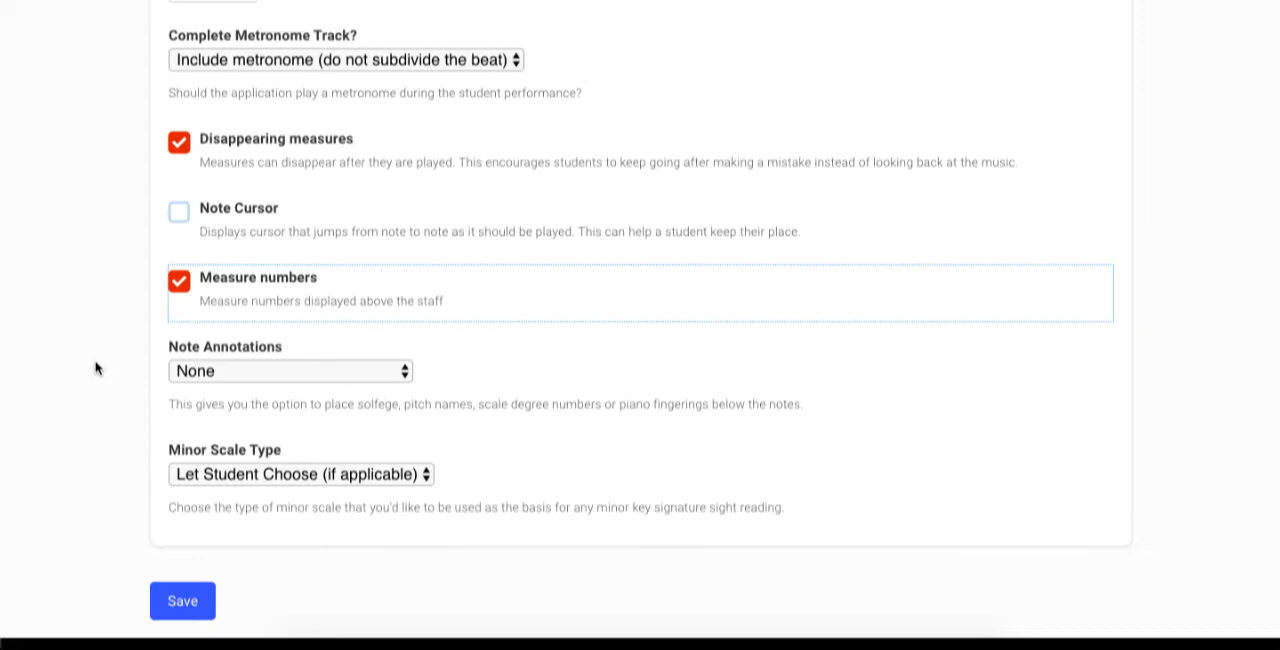 Complete Metronome Track?
Include metronome (do not subdivide the beat)
Should the application play a metronome during the student performance?
Disappearing measures
Measures can disappear after they are played. This encourages students to keep going after making a mistake instead of looking back at the music.
Note Cursor
Displays cursor that jumps from note to note as it should be played. This can help a student keep their place.
Measure numbers
Measure numbers displayed above the staff
Note Annotations
None
This gives you the option to place solfege, pitch names, scale degree numbers or piano fingerings below the notes.
Minor Scale Type
Let Student Choose (if applicable)
Choose the type of minor scale that you'd like to be used as the basis for any minor key signature sight reading.
Save